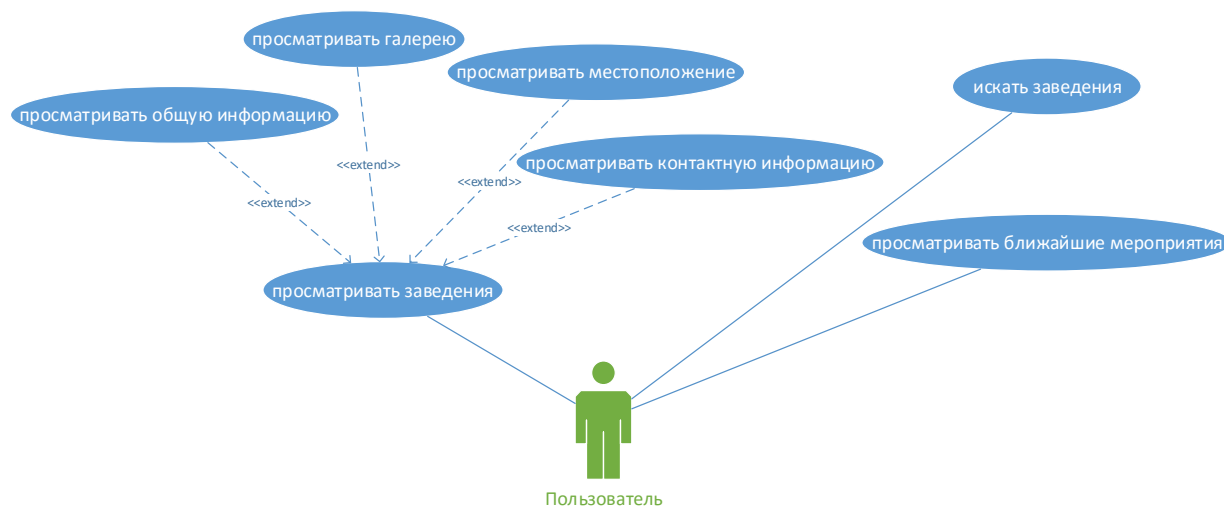 просматривать галерею
просматривать местоположение
искать заведения
просматривать общую информацию
просматривать контактную информацию
<<extend>>
<<extend>>
<<extend>>
<<extend>>
просматривать ближайшие мероприятия
просматривать заведения
Пользователь